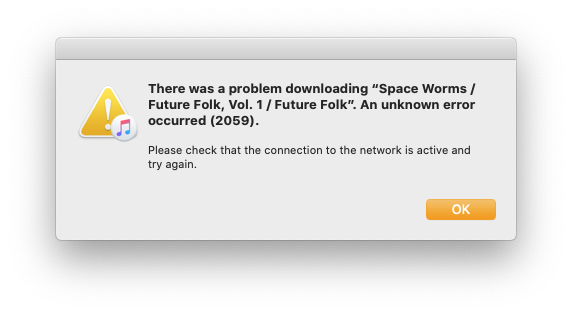 There was a problem downloading “Space Worms /
Future Folk, Vol. 1 / Future Folk”. An unknown error
occurred (2059).
Please check that the connection to the network is active and
try again.
OK